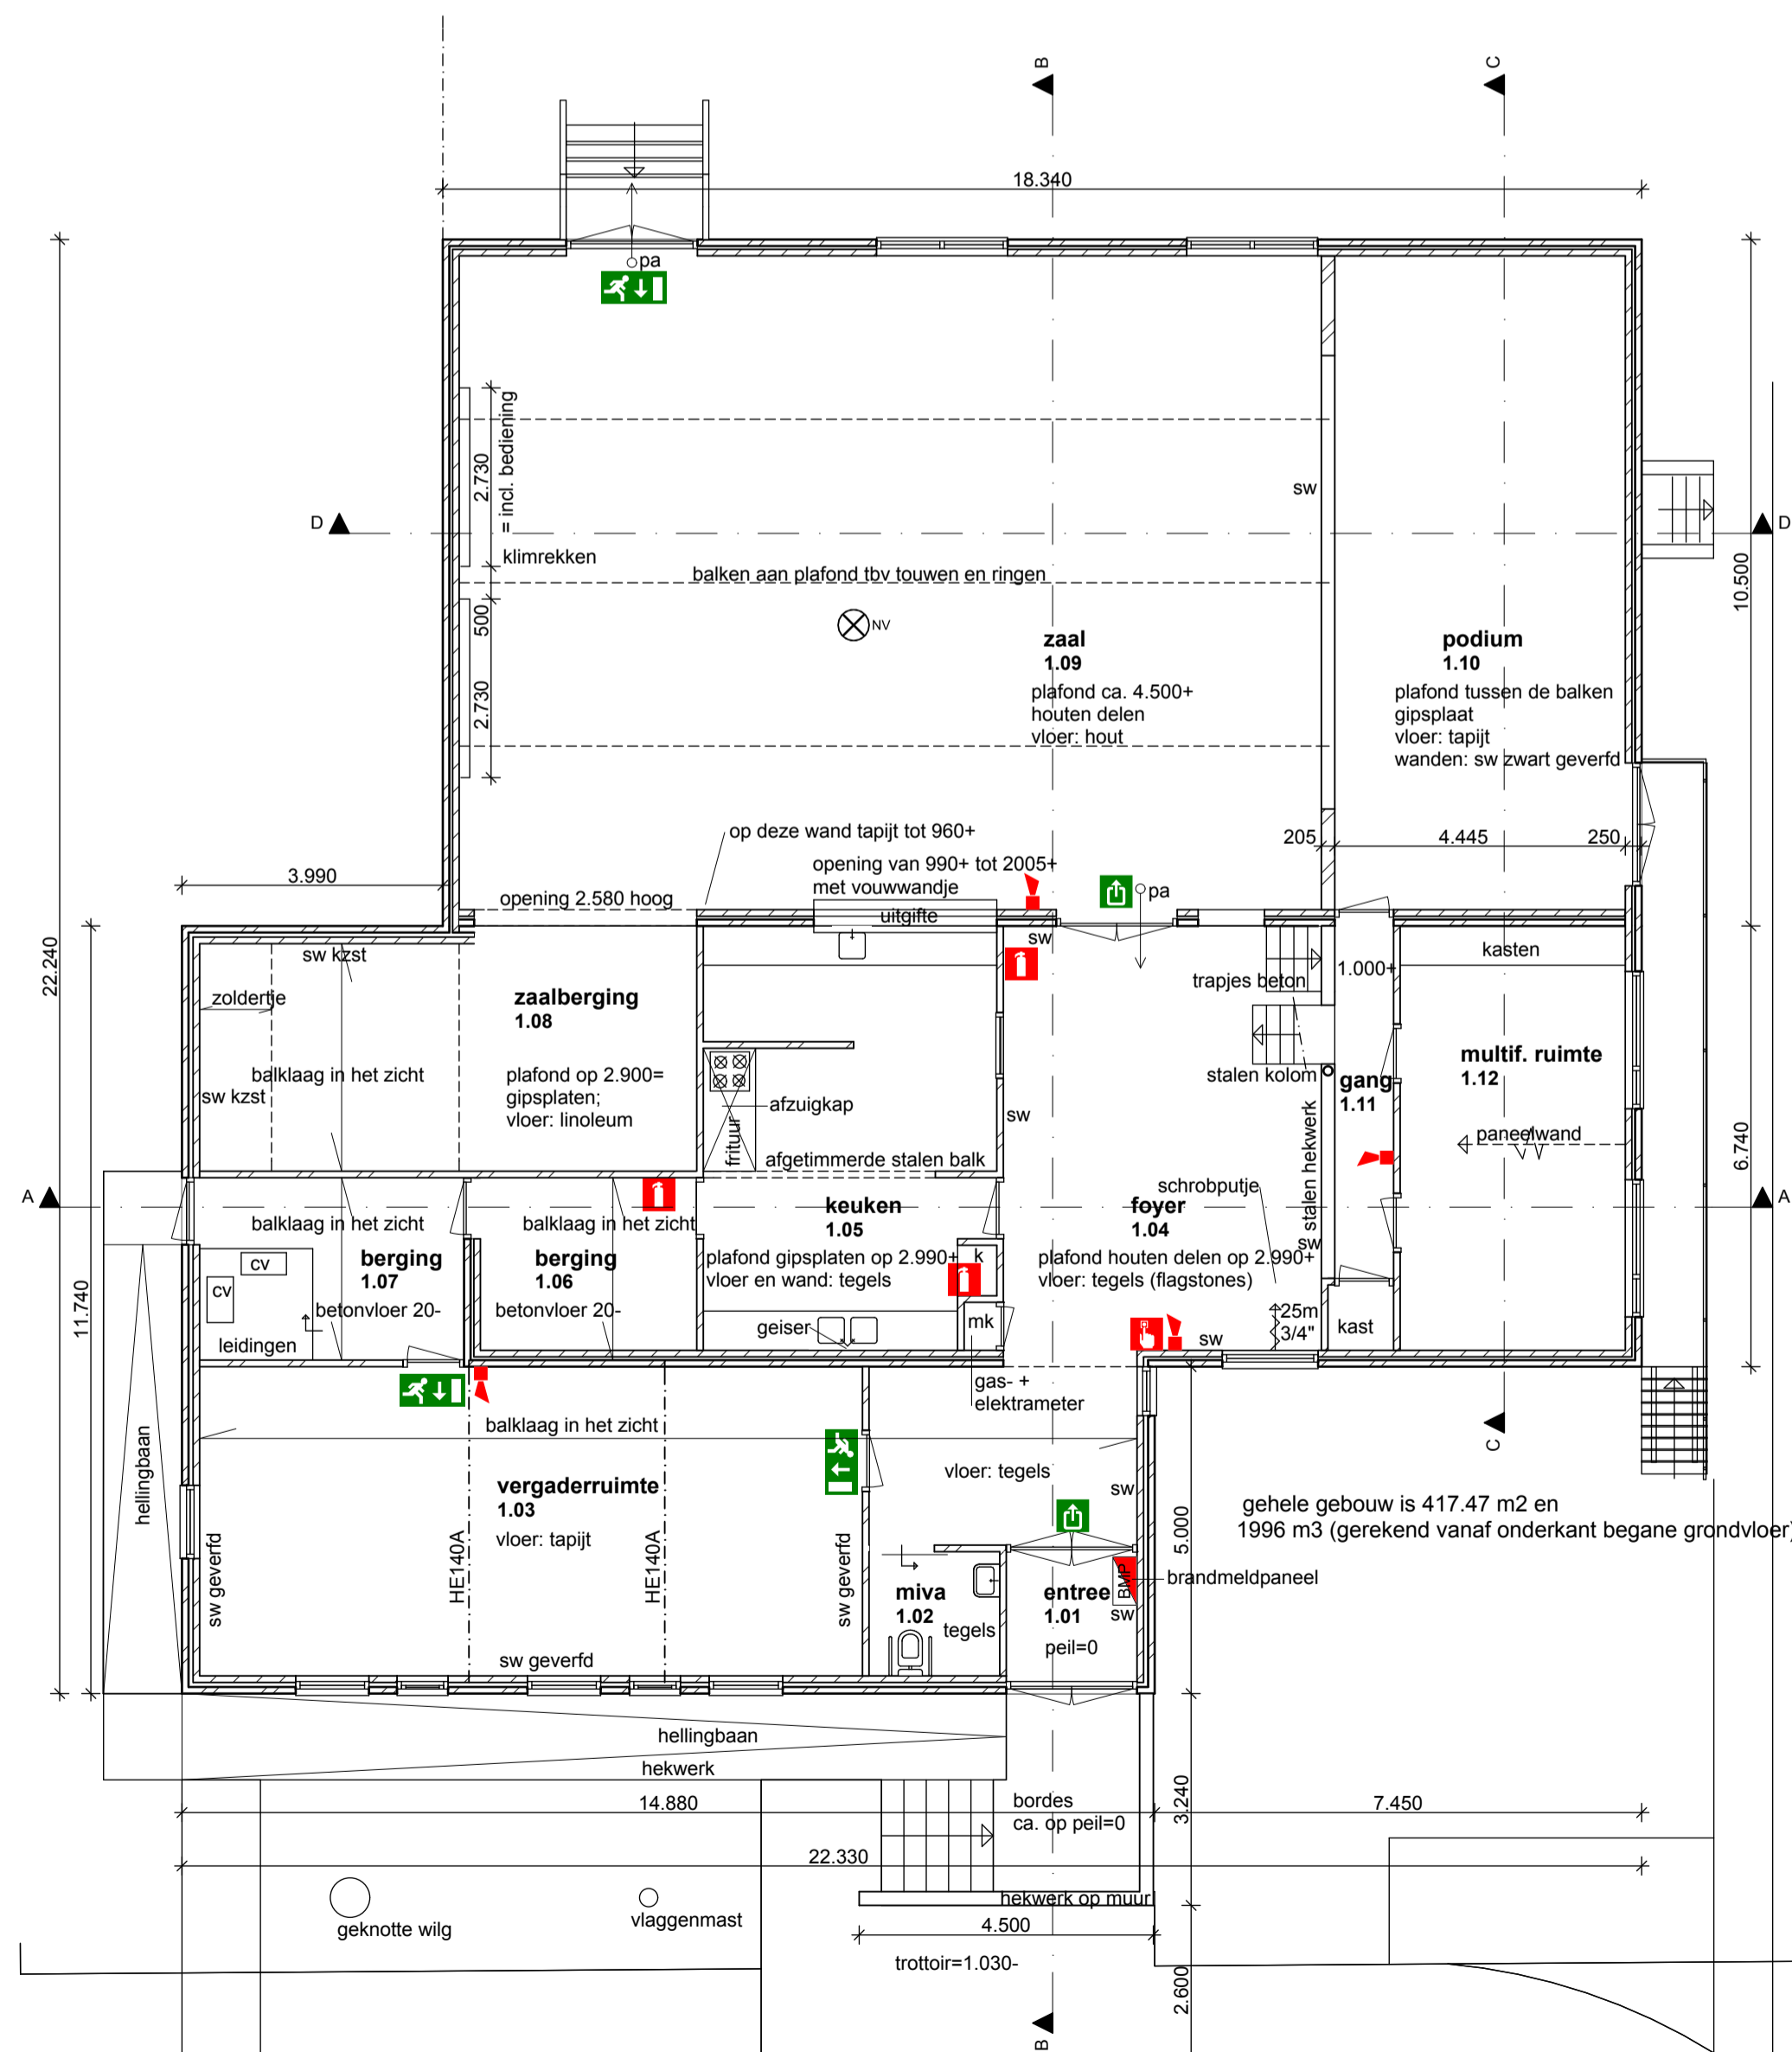 B
C
18.340
pa
2.730
= incl. bediening
klimrekken
500
2.730
sw
D
D
balken aan plafond tbv touwen en ringen
NV
zaal
1.09
plafond ca. 4.500+
houten delen
vloer: hout
podium
1.10
plafond tussen de balken
gipsplaat
vloer: tapijt
wanden: sw zwart geverfd
10.500
22.240
op deze wand tapijt tot 960+
opening van 990+ tot 2005+
met vouwwandje
205
4.445
250
3.990
opening 2.580 hoog
uitgifte
pa
sw
sw kzst
zoldertje
zaalberging
1.08
balklaag in het zicht
sw kzst
plafond op 2.900=
gipsplaten;
vloer: linoleum
afzuigkap
frituur
afgetimmerde stalen balk
sw
trapjes beton
1.000+
kasten
stalen kolom
gang
1.11
multif. ruimte
1.12
paneelwand
stalen hekwerk
sw
6.740
A
A
balklaag in het zicht
berging
1.07
cv
cv
betonvloer 20-
leidingen
balklaag in het zicht
berging
1.06
betonvloer 20-
keuken
1.05
plafond gipsplaten op 2.990+
vloer en wand: tegels
k
geiser
mk
schrobputje
foyer
1.04
plafond houten delen op 2.990+
vloer: tegels (flagstones)
25m
3/4"
sw
kast
11.740
gas- +
elektrameter
balklaag in het zicht
vergaderruimte
1.03
vloer: tapijt
hellingbaan
sw geverfd
HE140A
HE140A
sw geverfd
sw geverfd
vloer: tegels
sw
miva
1.02
tegels
entree
1.01
peil=0
BMP
sw
brandmeldpaneel
5.000
C
gehele gebouw is 417.47 m2 en
1996 m3 (gerekend vanaf onderkant begane grondvloer)
hellingbaan
hekwerk
14.880
bordes
ca. op peil=0
3.240
7.450
22.330
hekwerk op muur
geknotte wilg
vlaggenmast
4.500
trottoir=1.030-
2.600
B